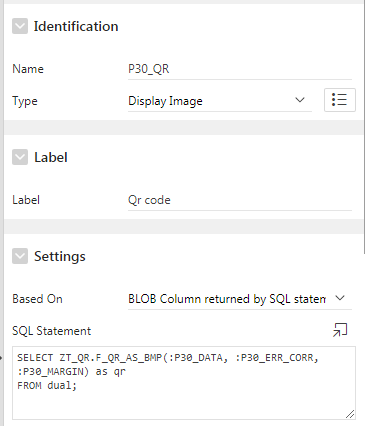 Identification
Name P30_QR
Type Display Image
Label
Label Qr code
Settings
Based On BLOB Column returned by SQL statem
SQL Statement
SELECT ZT_QR.F_QR_AS_BMP(:P30_DATA, :P30_ERR_CORR,
:P30_MARGIN) as qr
FROM dual;